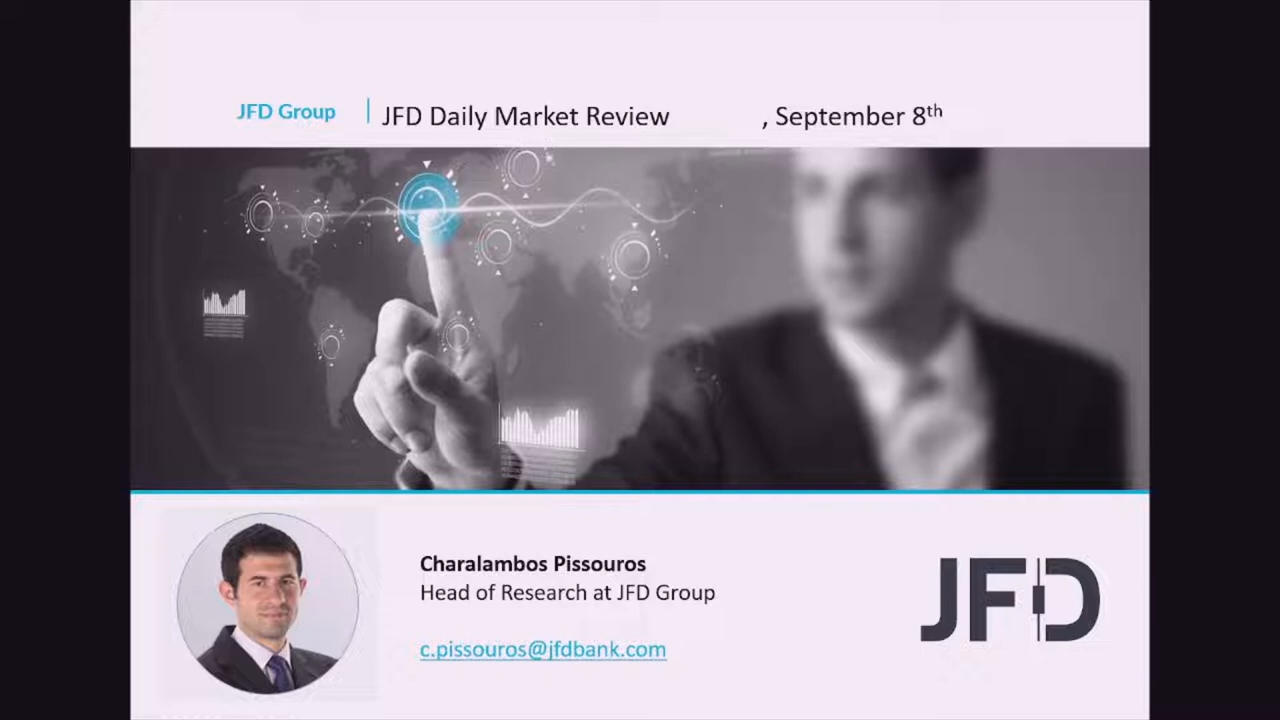 JFD Group
JFD Daily Market Review , September 8th
Charalambos Pissouros
Head of Research at JFD Group
c.pissouros@jfdbank.com
JFD